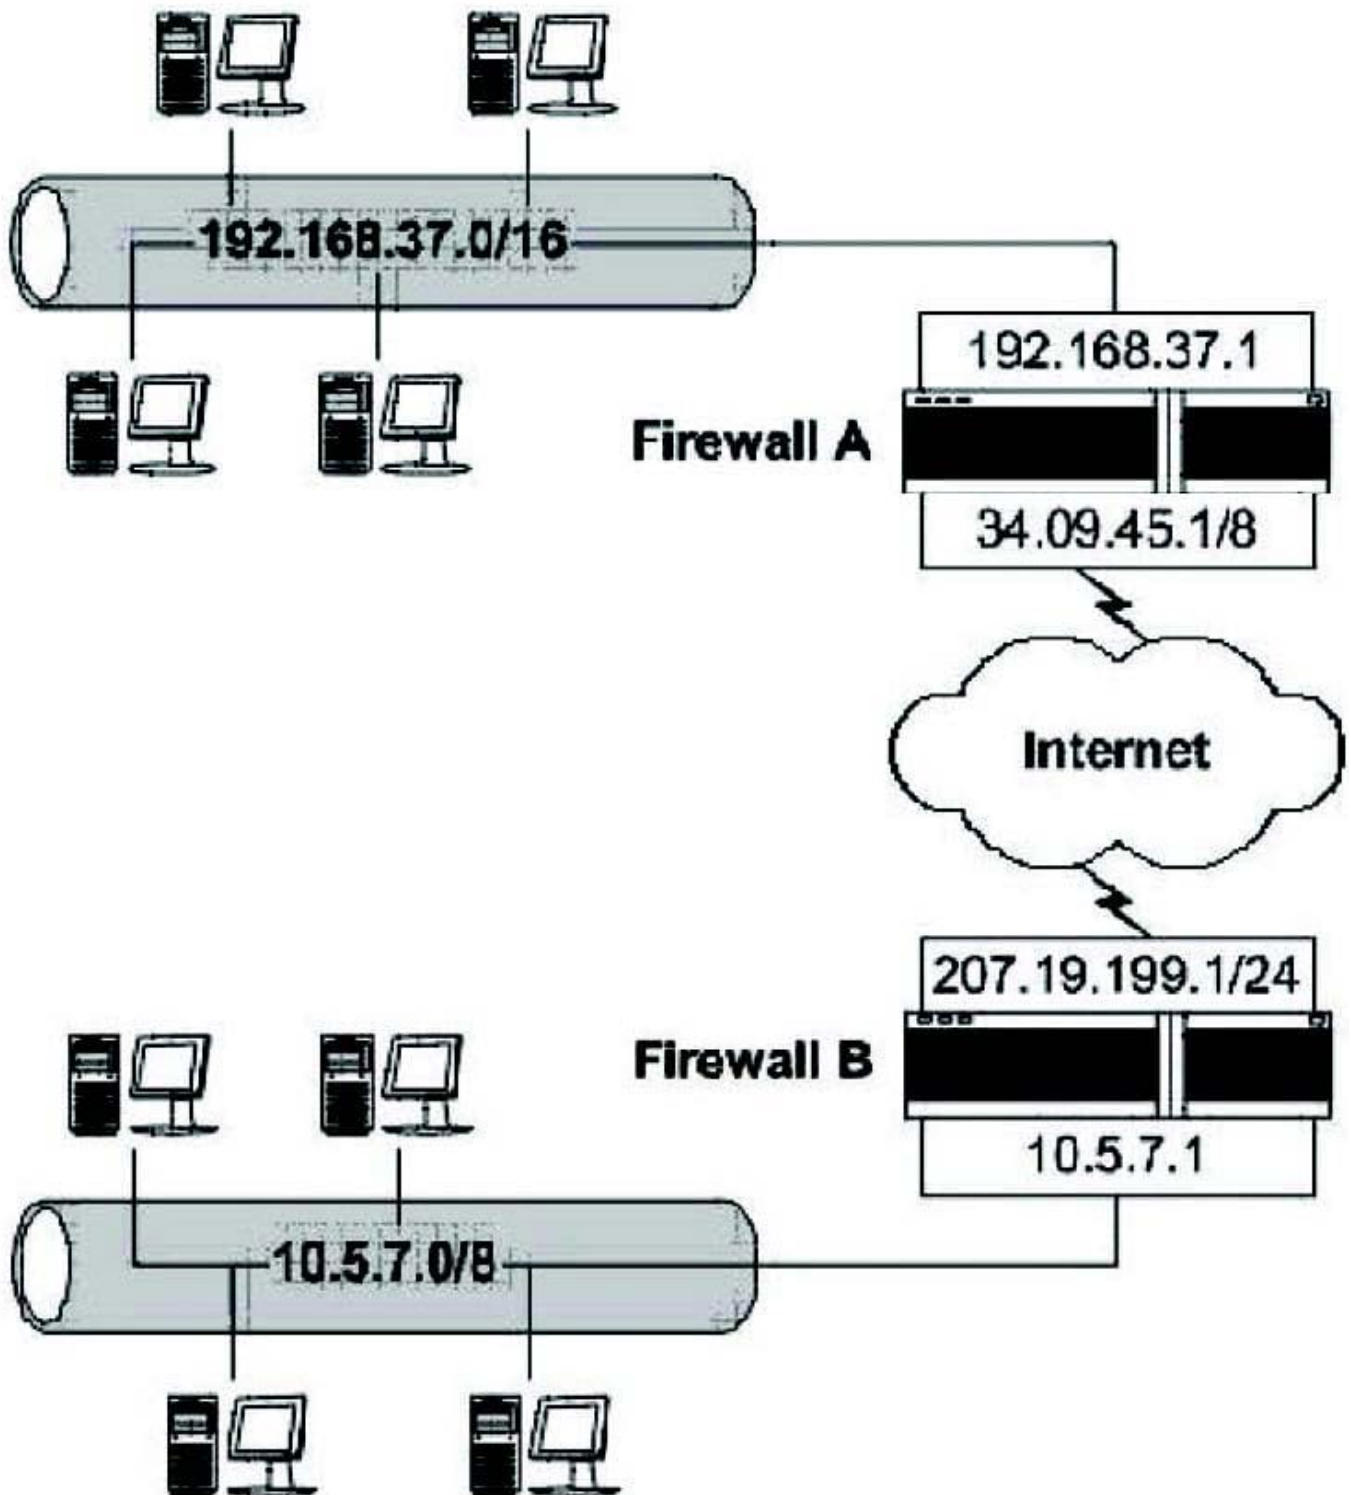 192.168.37.0/16
192.168.37.1
Firewall A
34.09.45.1/8
Internet
207.19.199.1/24
Firewall B
10.5.7.1
10.5.7.0/8